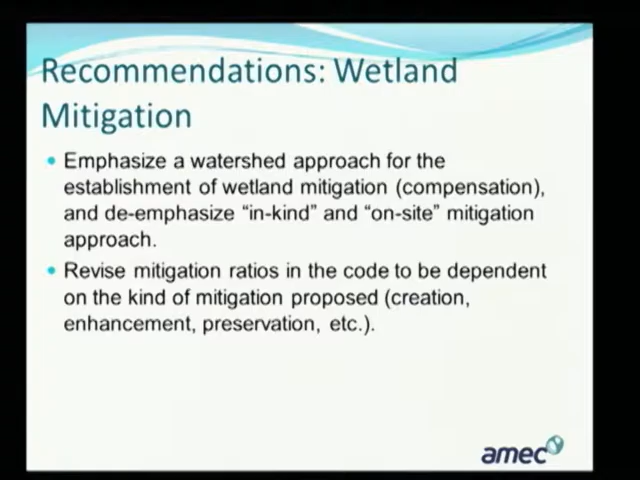 Recommendations: Wetland
Mitigation
Emphasize a watershed approach for the
establishment of wetland mitigation (compensation),
and de-emphasize “in-kind” and “on-site” mitigation
approach.
Revise mitigation ratios in the code to be dependent
on the kind of mitigation proposed (creation,
enhancement, preservation, etc.).
amec